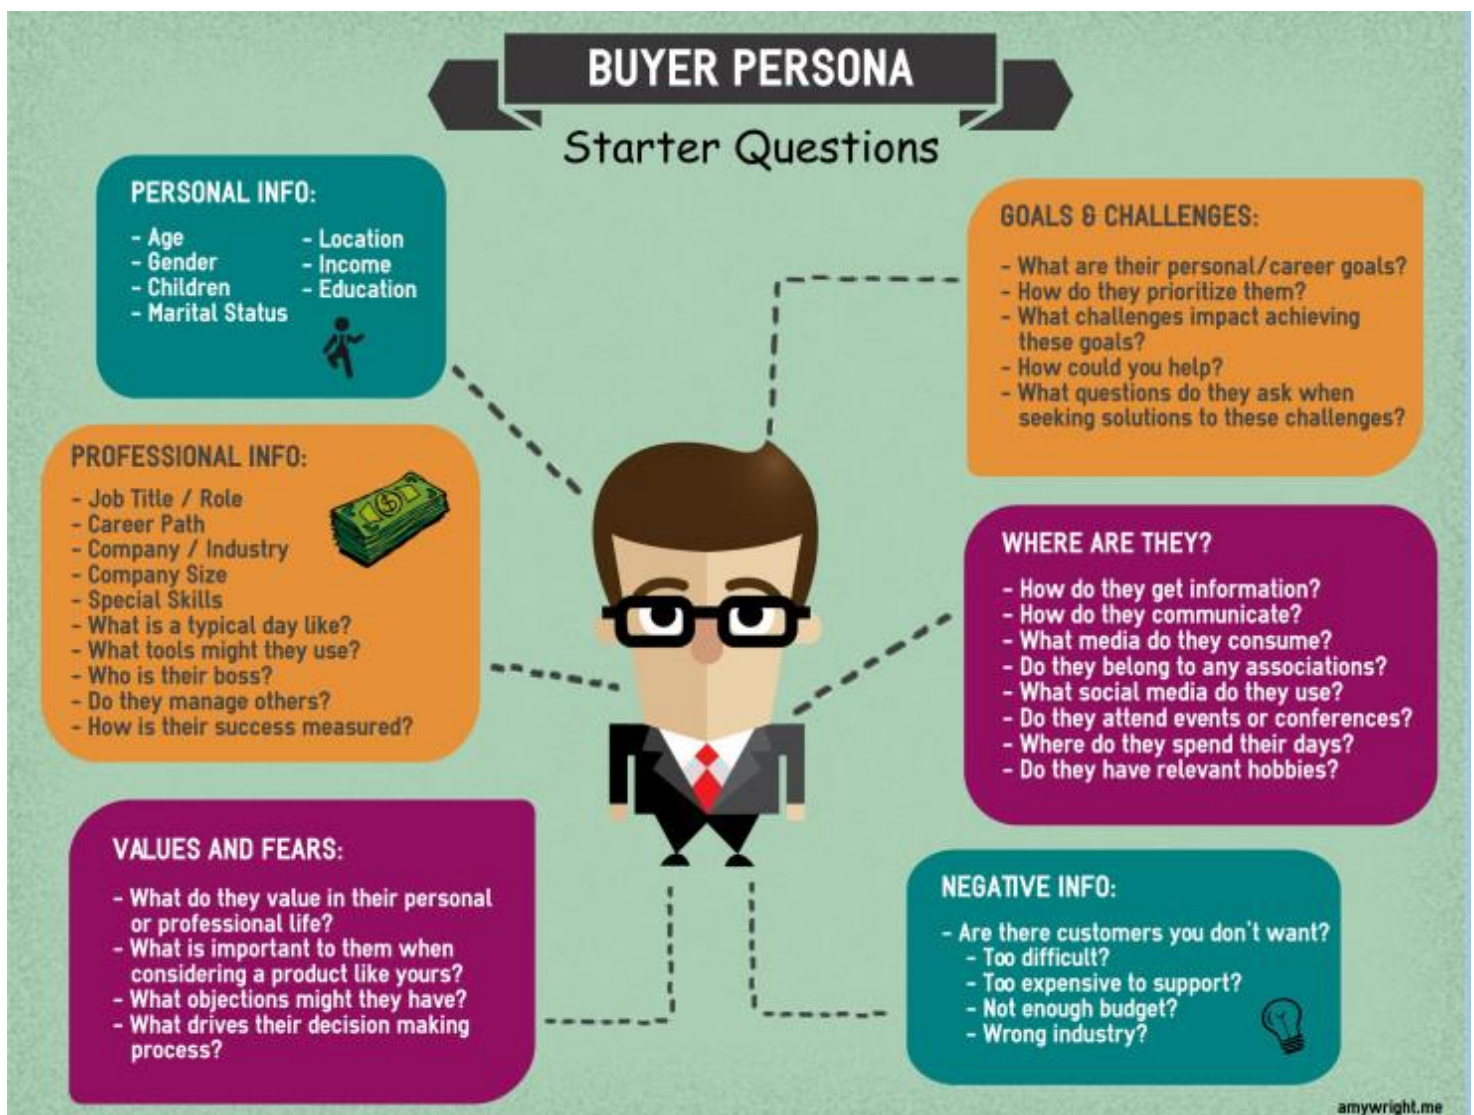 BUYER PERSONA
Starter Questions
PERSONAL INFO:
- Age
- Gender
- Children
- Marital Status
- Location
- Income
- Education
PROFESSIONAL INFO:
- Job Title / Role
- Career Path
- Company / Industry
- Company Size
- Special Skills
- What is a typical day like?
- What tools might they use?
- Who is their boss?
- Do they manage others?
- How is their success measured?
VALUES AND FEARS:
- What do they value in their personal
or professional life?
- What is important to them when
considering a product like yours?
- What objections might they have?
- What drives their decision making
process?
GOALS & CHALLENGES:
- What are their personal/career goals?
- How do they prioritize them?
- What challenges impact achieving
these goals?
- How could you help?
- What questions do they ask when
seeking solutions to these challenges?
WHERE ARE THEY?
- How do they get information?
- How do they communicate?
- What media do they consume?
- Do they belong to any associations?
- What social media do they use?
- Do they attend events or conferences?
- Where do they spend their days?
- Do they have relevant hobbies?
NEGATIVE INFO:
- Are there customers you don't want?
- Too difficult?
- Too expensive to support?
- Not enough budget?
- Wrong industry?
amywright.me